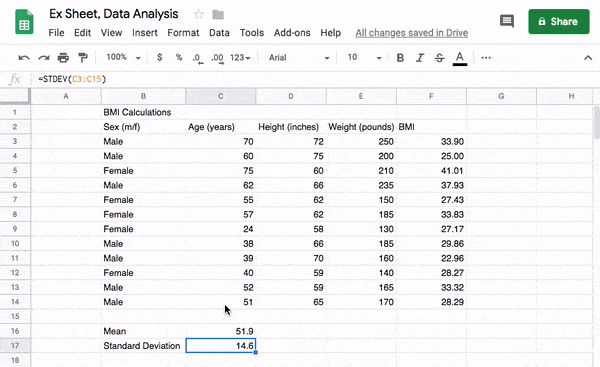 Ex Sheet, Data Analysis
Share
File Edit View Insert Format Data Tools Add-ons Help All changes saved in Drive
100% $ % .0 .00 123 Arial 10 B I S A
fx =STDEV(C3:C15)
A B C D E F G H
1 BMI Calculations
2 Sex (m/f) Age (years) Height (inches) Weight (pounds) BMI
3 Male 70 72 250 33.90
4 Male 60 75 200 25.00
5 Female 75 60 210 41.01
6 Male 62 66 235 37.93
7 Female 55 62 150 27.43
8 Female 57 62 185 33.83
9 Female 24 58 130 27.17
10 Male 38 66 185 29.86
11 Male 39 70 160 22.96
12 Female 40 59 140 28.27
13 Male 52 59 165 33.32
14 Male 51 65 170 28.29
15
16 Mean 51.9
17 Standard Deviation 14.6
18